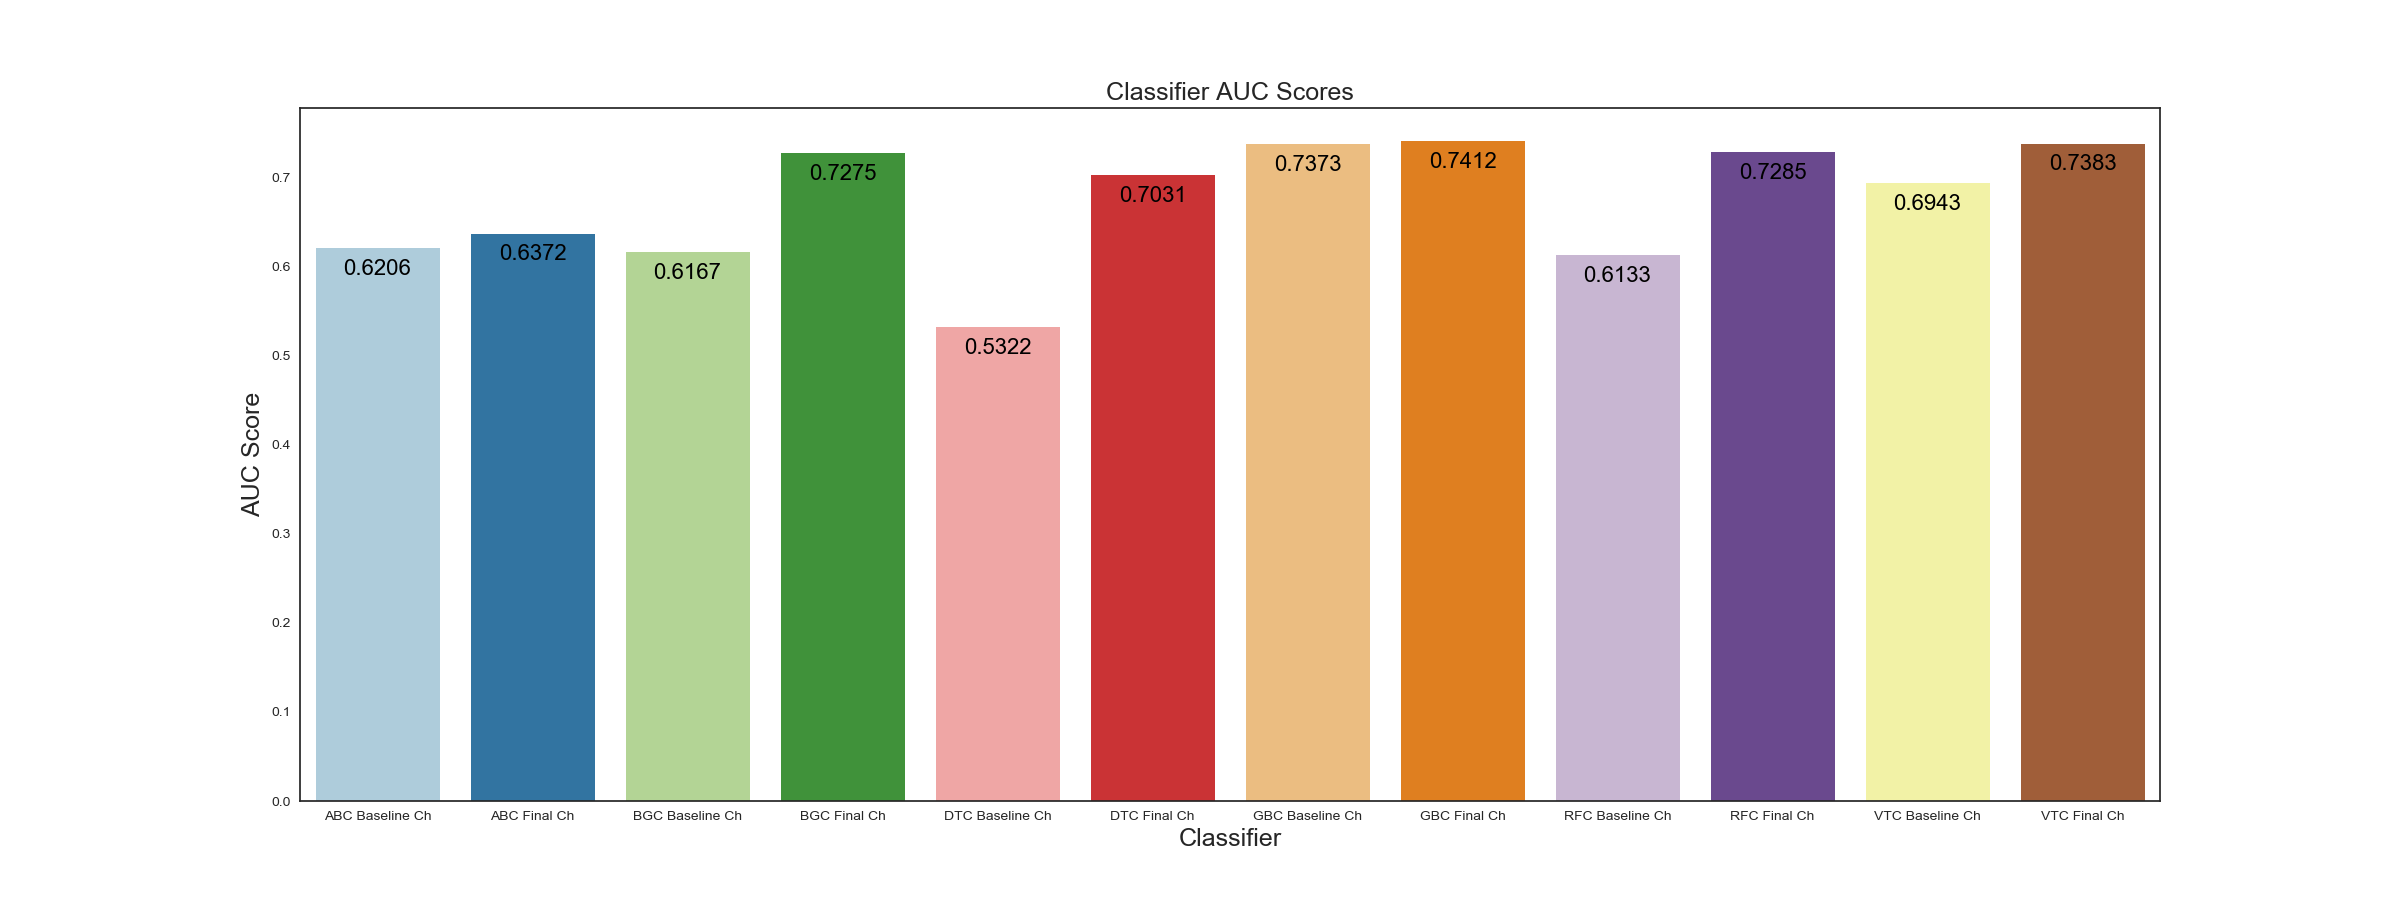 Classifier AUC Scores
AUC Score
0.7
0.6
0.5
0.4
0.3
0.2
0.1
0.0
0.6206
0.6372
0.6167
0.7275
0.5322
0.7031
0.7373
0.7412
0.6133
0.7285
0.6943
0.7383
ABC Baseline Ch
ABC Final Ch
BGC Baseline Ch
BGC Final Ch
DTC Baseline Ch
DTC Final Ch
GBC Baseline Ch
GBC Final Ch
RFC Baseline Ch
RFC Final Ch
VTC Baseline Ch
VTC Final Ch
Classifier